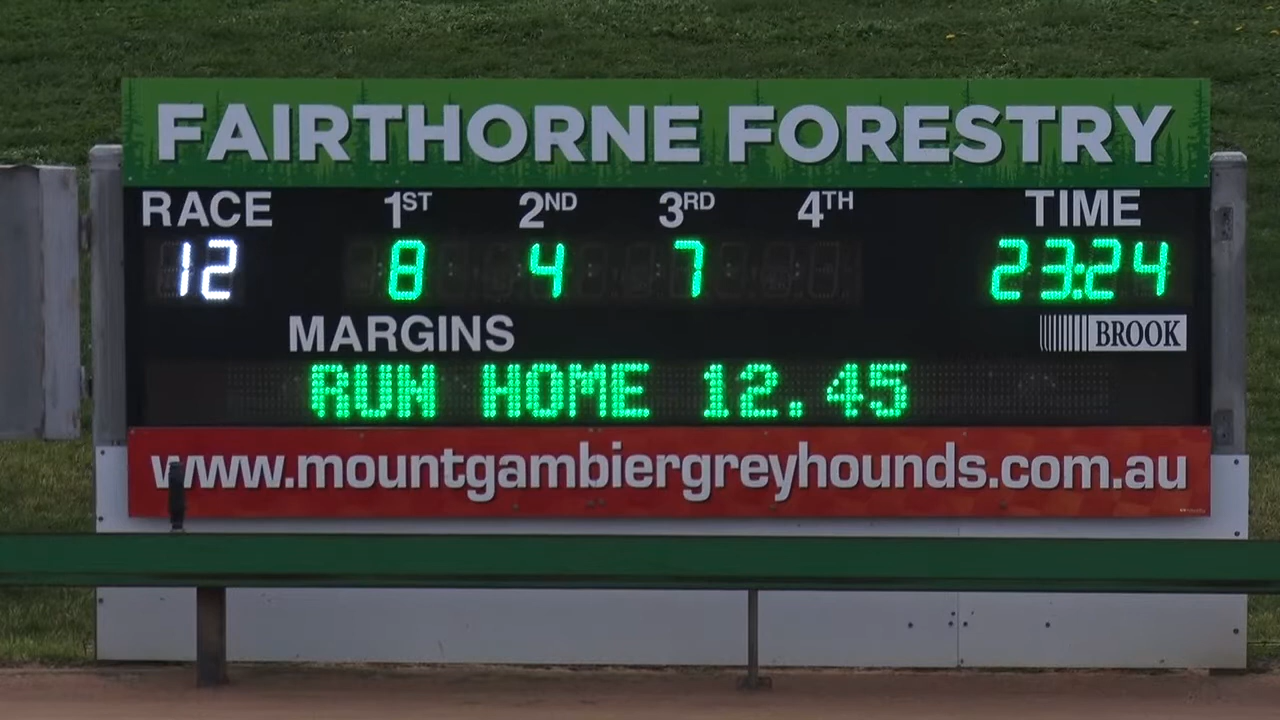 FAIRTHORNE FORESTRY
RACE 1ST 2ND 3RD 4TH TIME
12 8 4 7 23:24
MARGINS BROOK
RUN HOME 12.45
www.mountgambiergreyhounds.com.au